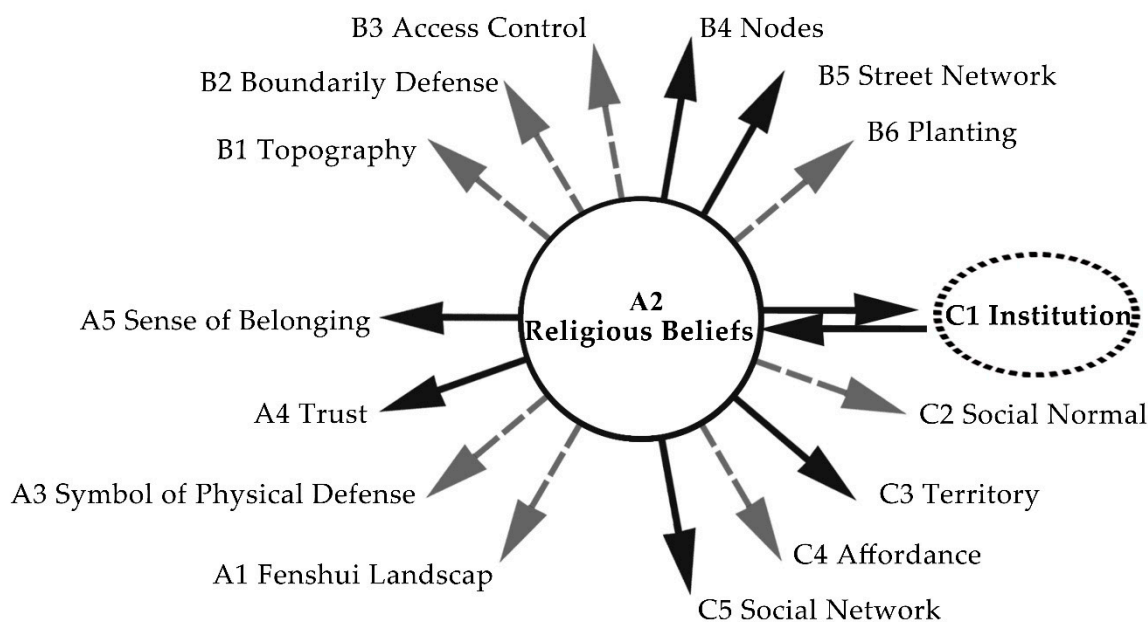 B3 Access Control
B4 Nodes
B2 Boundarily Defense
B5 Street Network
B1 Topography
B6 Planting
A2
Religious Beliefs
A5 Sense of Belonging
C1 Institution
A4 Trust
C2 Social Normal
A3 Symbol of Physical Defense
C3 Territory
A1 Fenshui Landscap
C4 Affordance
C5 Social Network